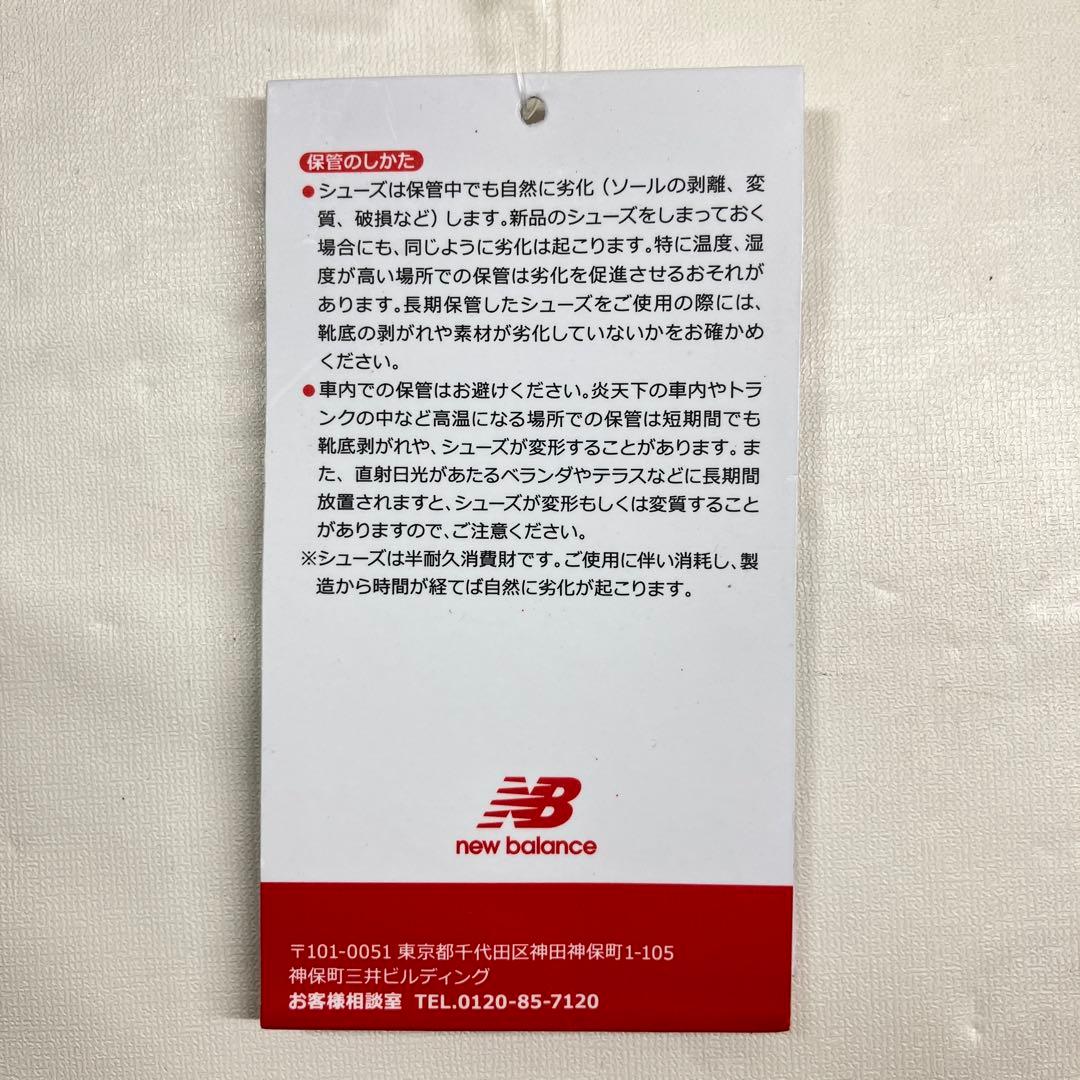 保管のしかた
●シューズは保管中でも自然に劣化(ソールの剥離、変
質、破損など)します。新品のシューズをしまっておく
場合にも、同じように劣化は起こります。特に温度、湿
度が高い場所での保管は劣化を促進させるおそれが
あります。長期保管したシューズをご使用の際には、
靴底の剥がれや素材が劣化していないかをお確かめ
ください。
●車内での保管はお避けください。炎天下の車内やトラ
ンクの中など高温になる場所での保管は短期間でも
靴底剥がれや、シューズが変形することがあります。ま
た、直射日光があたるベランダやテラスなどに長期間
放置されますと、シューズが変形もしくは変質すること
がありますので、ご注意ください。
※シューズは半耐久消費財です。ご使用に伴い消耗し、製
造から時間が経てば自然に劣化が起こります。
NB
new balance
〒101-0051 東京都千代田区神田神保町1-105
神保町三井ビルディング
お客様相談室 TEL.0120-85-7120